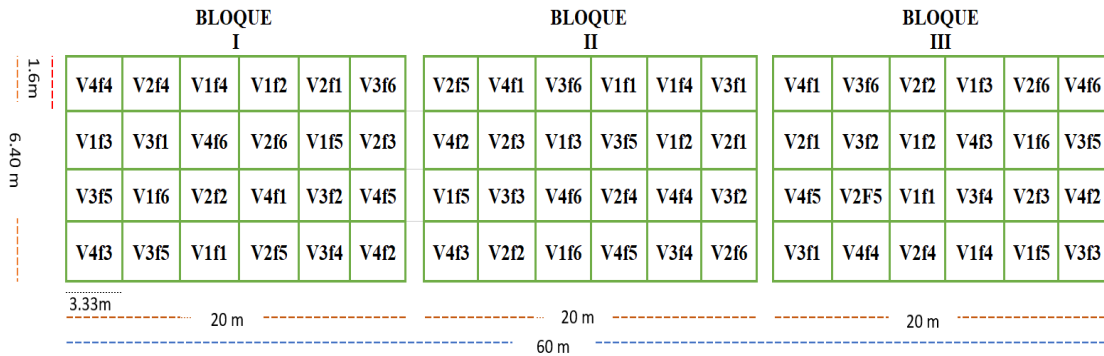 BLOQUE I BLOQUE II BLOQUE III
1.6m
6.40 m
V4f4 V2f4 V1f4 V1f2 V2f1 V3f6 V2f5 V4f1 V3f6 V1f1 V1f4 V3f1 V4f1 V3f6 V2f2 V1f3 V2f6 V4f6
V1f3 V3f1 V4f6 V2f6 V1f5 V2f3 V4f2 V2f3 V1f3 V3f5 V1f2 V2f1 V2f1 V3f2 V1f2 V4f3 V1f6 V3f5
V3f5 V1f6 V2f2 V4f1 V3f2 V4f5 V1f5 V3f3 V4f6 V2f4 V4f4 V3f2 V4f5 V2F5 V1f1 V3f4 V2f3 V4f2
V4f3 V3f5 V1f1 V2f5 V3f4 V4f2 V4f3 V2f2 V1f6 V4f5 V3f4 V2f6 V3f1 V4f4 V2f4 V1f4 V1f5 V3f3
3.33m
20 m 20 m 20 m
60 m